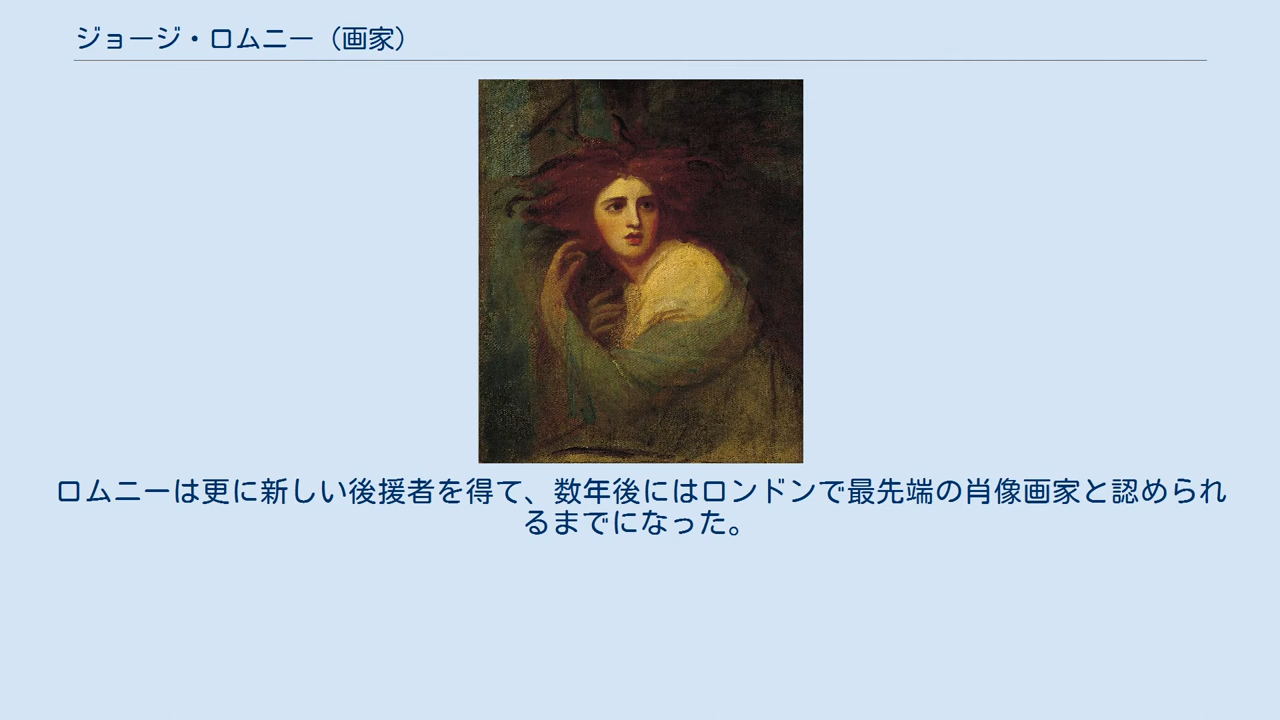 ジョージ・ロムニー（画家）
ロムニーは更に新しい後援者を得て、数年後にはロンドンで最先端の肖像画家と認められ
るまでになった。